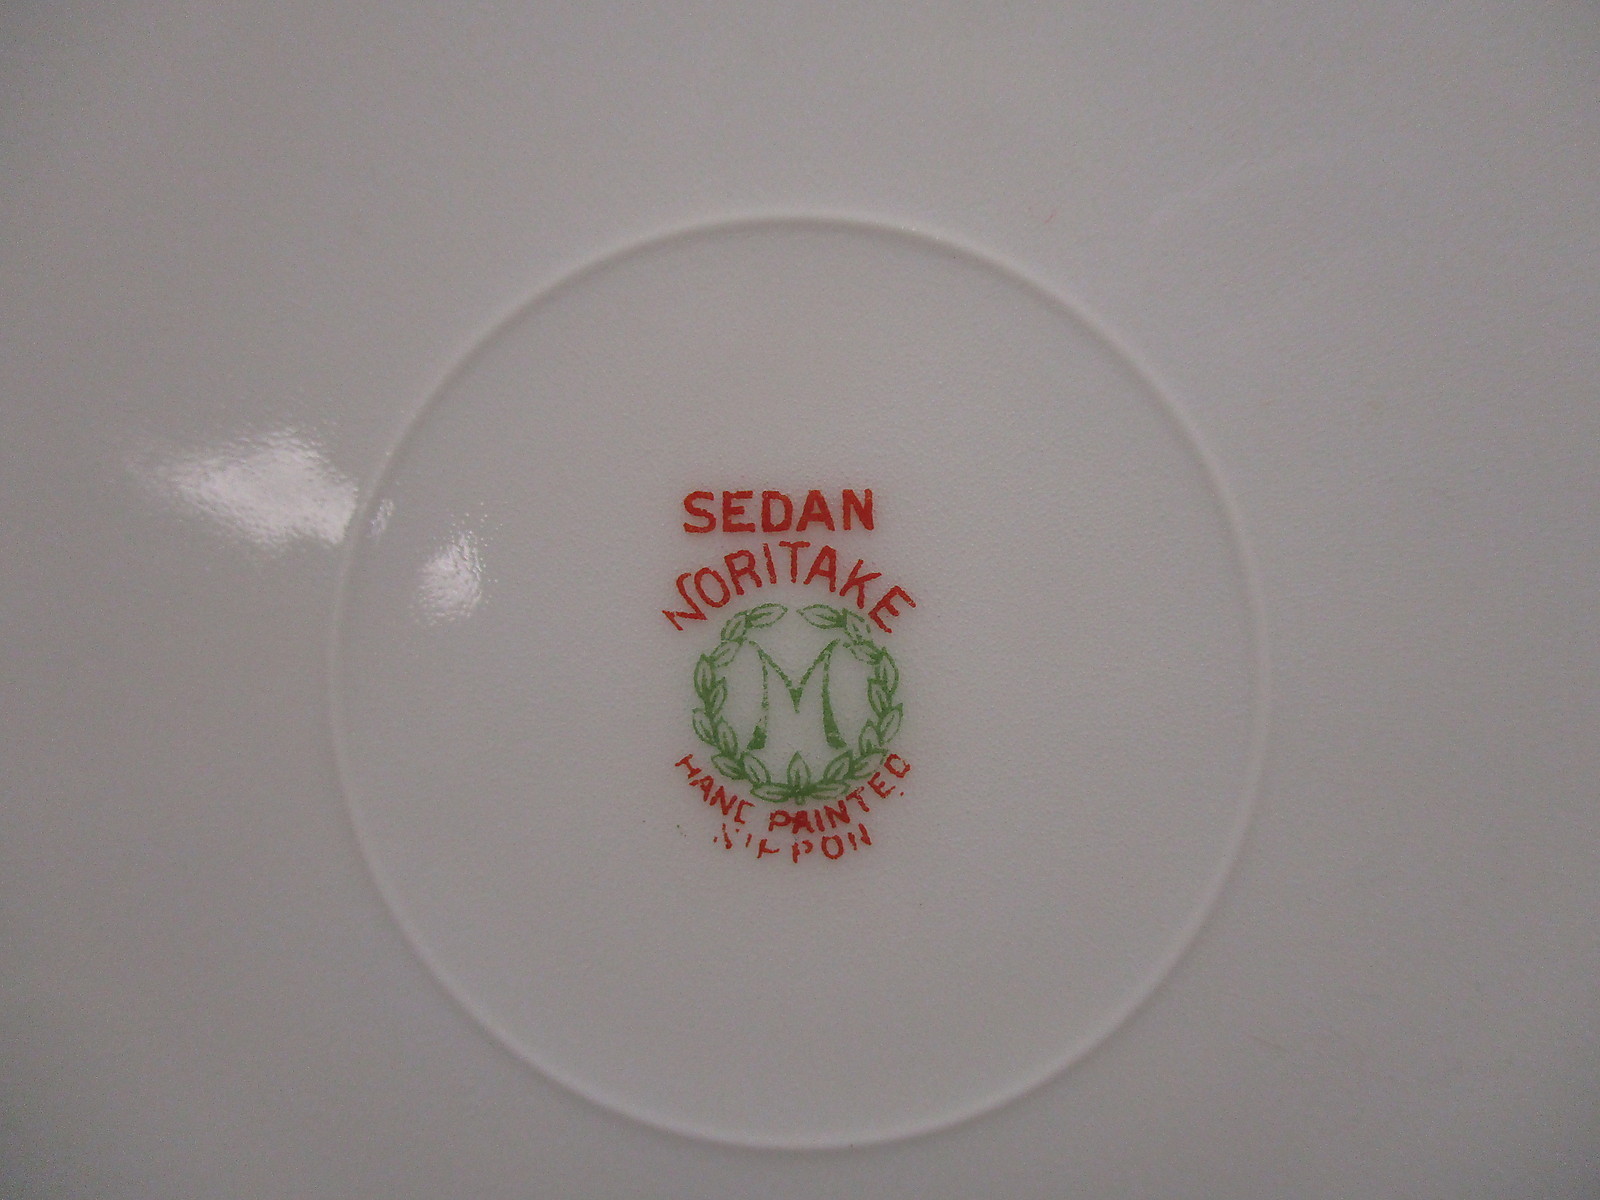 SEDAN
NORITAKE
M
HAND PAINTED
NIPPON